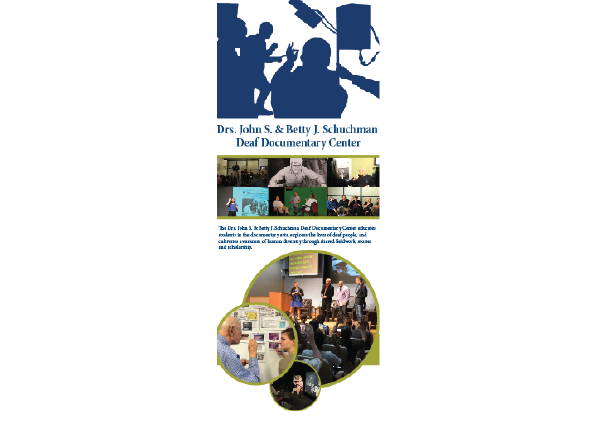 Drs. John S. & Betty J. Schuchman
Deaf Documentary Center
The Drs. John S. & Betty J. Schuchman Deaf Documentary Center educates
students in the documentary arts, explores the lives of deaf people, and
cultivates awareness of human diversity through shared fieldwork, stories
and scholarship.